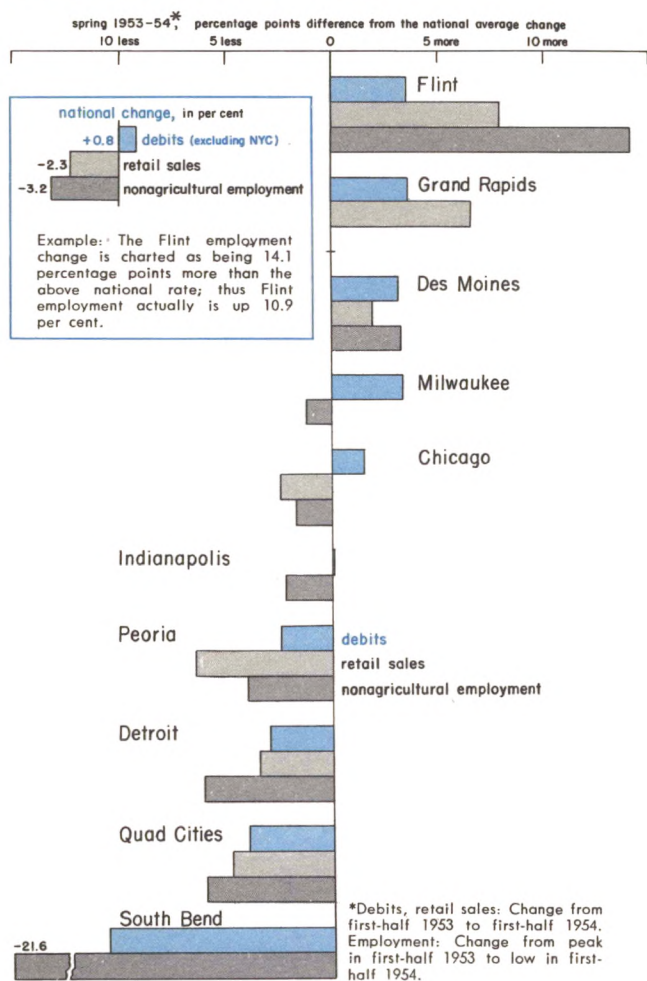 spring 1953-54*, percentage points difference from the national average change
10 less 5 less 0 5 more 10 more
Flint
national change, in per cent
+0.8 debits (excluding NYC)
-2.3 retail sales
-3.2 nonagricultural employment
Example: The Flint employment
change is charted as being 14.1
percentage points more than the
above national rate; thus Flint
employment actually is up 10.9
per cent.
Grand Rapids
Des Moines
Milwaukee
Chicago
Indianapolis
Peoria
debits
retail sales
nonagricultural employment
Detroit
Quad Cities
South Bend
-21.6
*Debits, retail sales: Change from
first-half 1953 to first-half 1954.
Employment: Change from peak
in first-half 1953 to low in first-
half 1954.